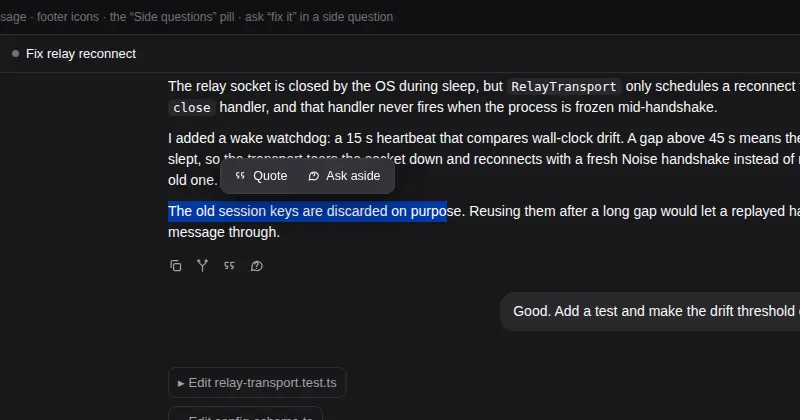 sage · footer icons · the “Side questions” pill · ask “fix it” in a side question
Fix relay reconnect
The relay socket is closed by the OS during sleep, but RelayTransport only schedules a reconnect
close handler, and that handler never fires when the process is frozen mid-handshake.
I added a wake watchdog: a 15 s heartbeat that compares wall-clock drift. A gap above 45 s means the
slept, so the transport tears the socket down and reconnects with a fresh Noise handshake instead of
old one.
Quote Ask aside
The old session keys are discarded on purpose. Reusing them after a long gap would let a replayed ha
message through.
Good. Add a test and make the drift threshold
▸ Edit relay-transport.test.ts
Edit config-schema.ts